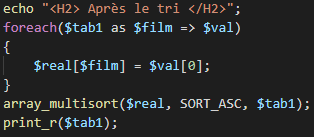 echo "<H2> Après le tri </H2>";
foreach($tab1 as $film => $val)
{
    $real[$film] = $val[0];
}
array_multisort($real, SORT_ASC, $tab1);
print_r($tab1);